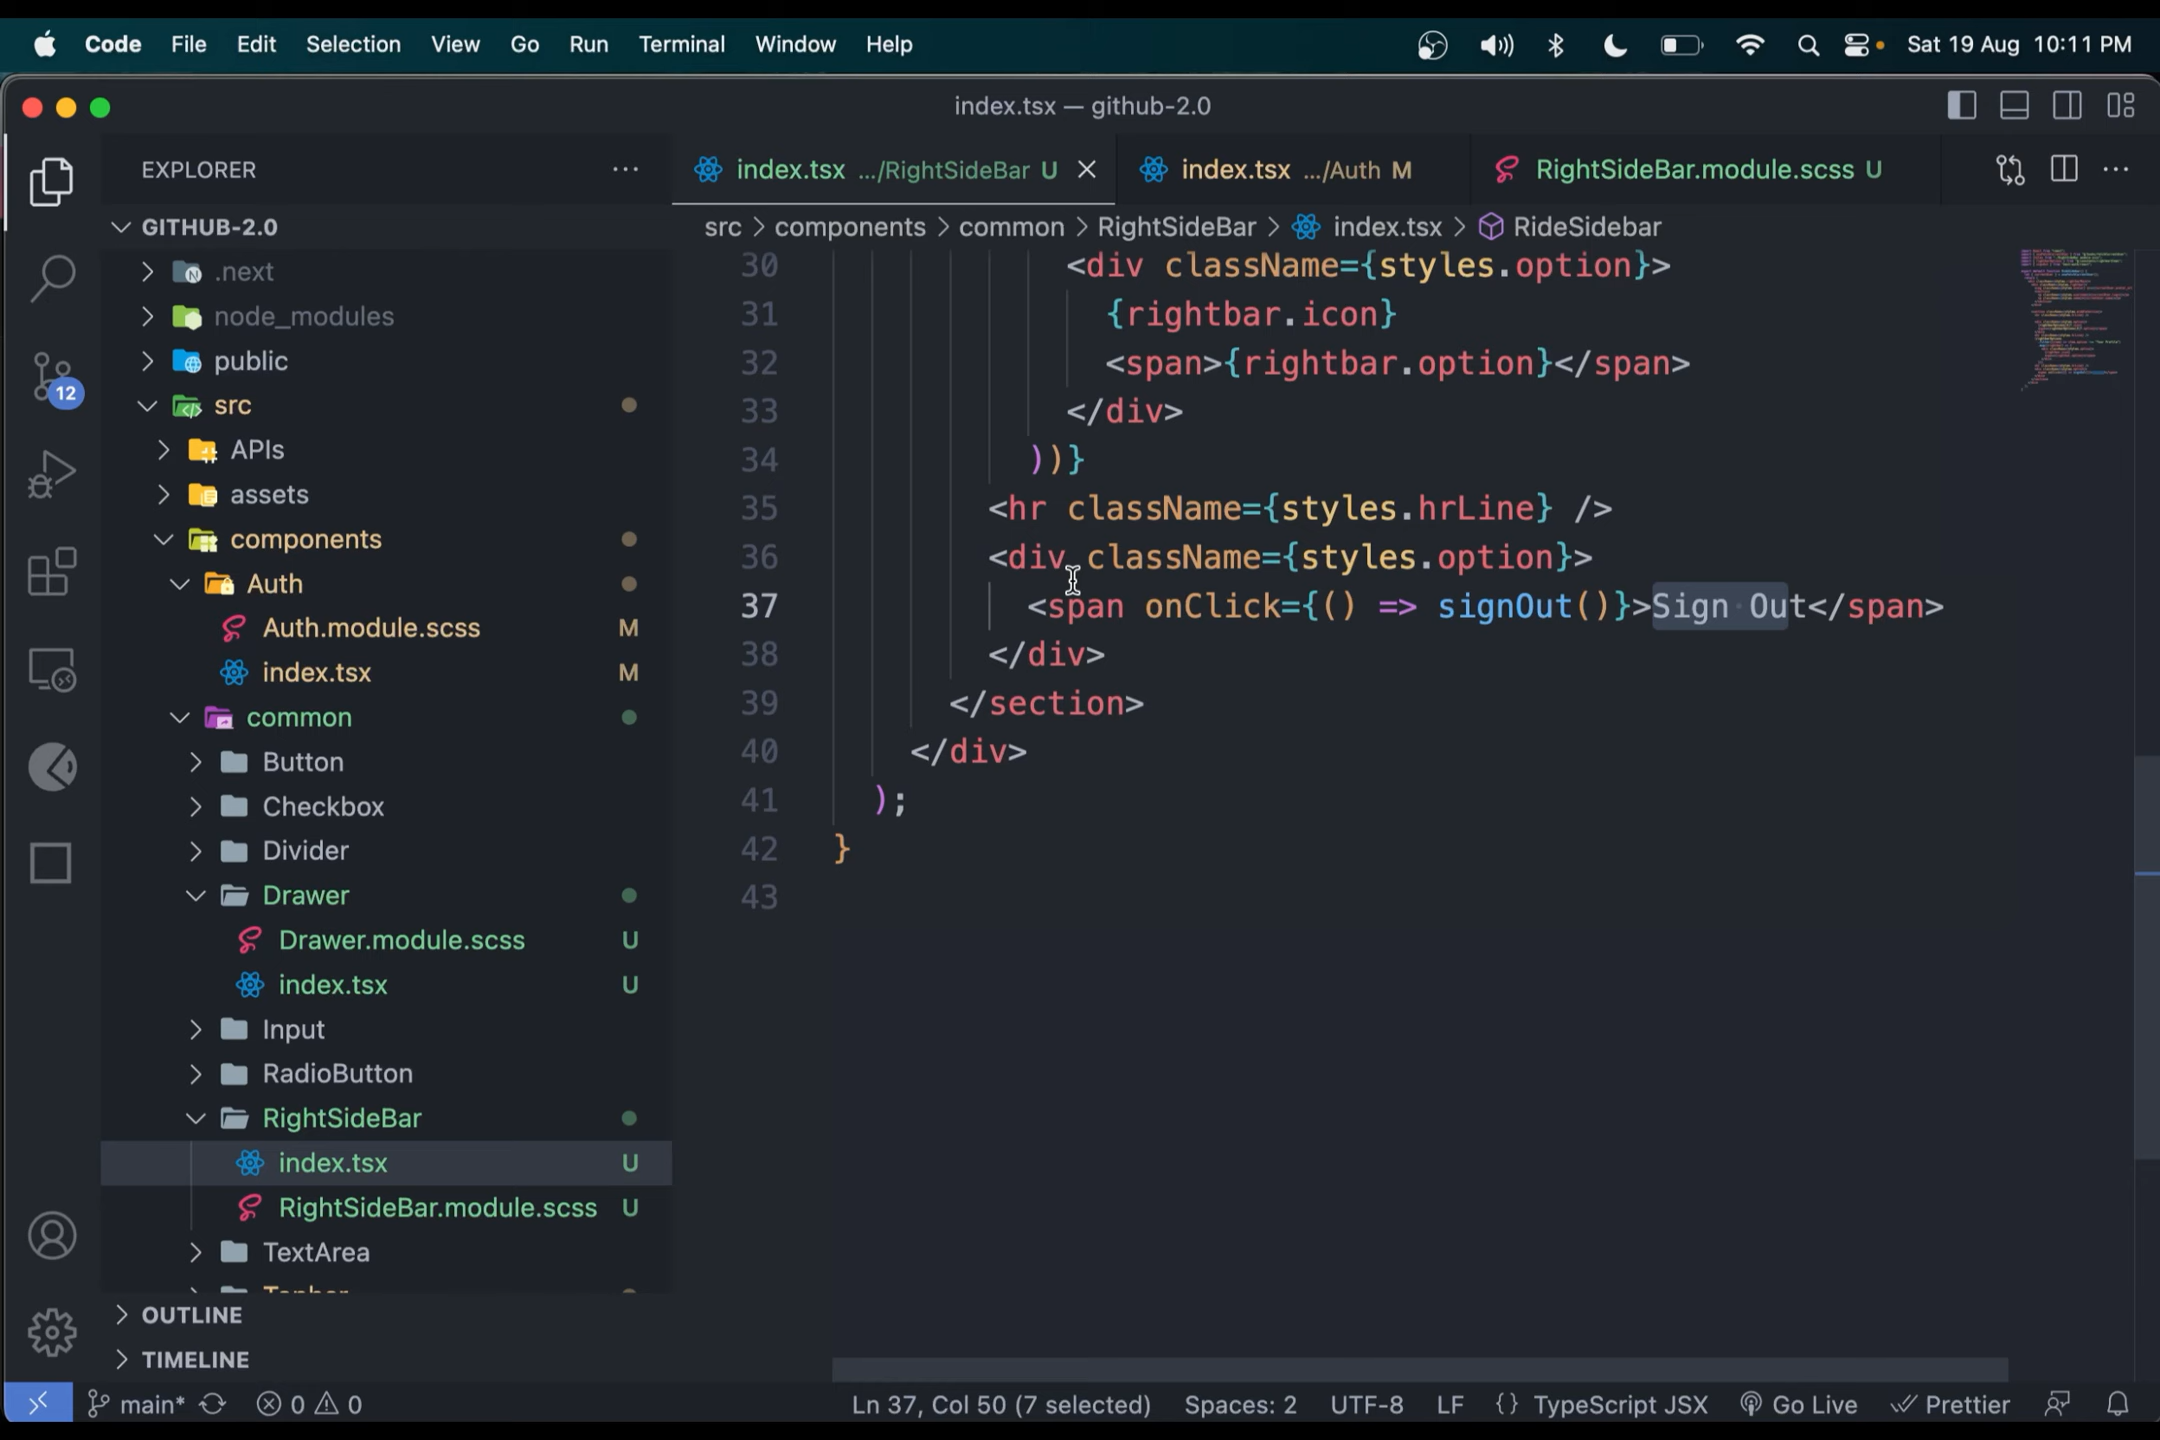 Code File Edit Selection View Go Run Terminal Window Help Sat 19 Aug 10:11 PM
index.tsx — github-2.0
EXPLORER
index.tsx .../RightSideBar U
index.tsx .../Auth M
RightSideBar.module.scss U
src > components > common > RightSideBar > index.tsx > RideSidebar
GITHUB-2.0
.next
node_modules
public
src
APIs
assets
components
Auth
Auth.module.scss M
index.tsx M
common
Button
Checkbox
Divider
Drawer
Drawer.module.scss U
index.tsx U
Input
RadioButton
RightSideBar
index.tsx U
RightSideBar.module.scss U
TextArea
OUTLINE
TIMELINE
12
30 <div className={styles.option}>
31 {rightbar.icon}
32 <span>{rightbar.option}</span>
33 </div>
34 ))}
35 <hr className={styles.hrLine} />
36 <div className={styles.option}>
37 <span onClick={() => signOut()}>Sign Out</span>
38 </div>
39 </section>
40 </div>
41 );
42 }
43
main* 0 0 Ln 37, Col 50 (7 selected) Spaces: 2 UTF-8 LF {} TypeScript JSX Go Live Prettier